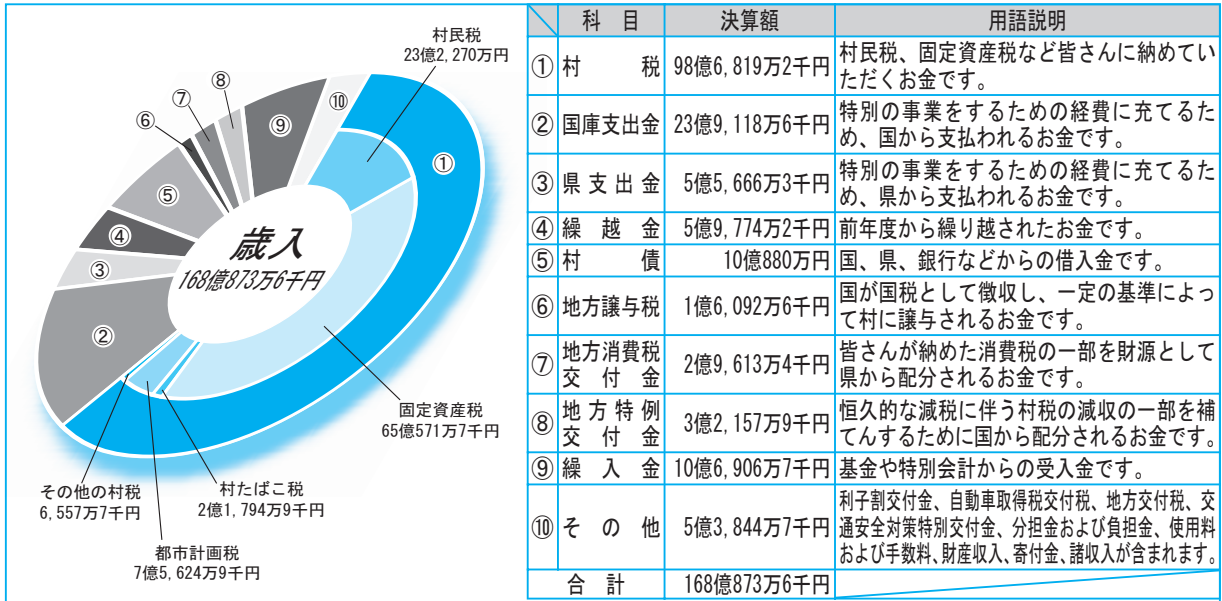 村民税
23億2,270万円
⑧
⑦
⑥
⑨
⑩
①
⑤
④
③
②
歳入
168億873万6千円
固定資産税
65億571万7千円
村たばこ税
2億1,794万9千円
その他の村税
6,557万7千円
都市計画税
7億5,624万9千円
科 目 決算額 用語説明
① 村 税 98億6,819万2千円 村民税、固定資産税など皆さんに納めてい
ただくお金です。
② 国庫支出金 23億9,118万6千円 特別の事業をするための経費に充てるた
め、国から支払われるお金です。
③ 県支出金 5億5,666万3千円 特別の事業をするための経費に充てるた
め、県から支払われるお金です。
④ 繰越金 5億9,774万2千円 前年度から繰り越されたお金です。
⑤ 村債 10億880万円 国、県、銀行などからの借入金です。
⑥ 地方譲与税 1億6,092万6千円 国が国税として徴収し、一定の基準によっ
て村に譲与されるお金です。
⑦ 地方消費税
交付金 2億9,613万4千円 皆さんが納めた消費税の一部を財源として
県から配分されるお金です。
⑧ 地方特例
交付金 3億2,157万9千円 恒久的な減税に伴う村税の減収の一部を補
てんするために国から配分されるお金です。
⑨ 繰入金 10億6,906万7千円 基金や特別会計からの受入金です。
⑩ その他 5億3,844万7千円 利子割交付金、自動車取得税交付税、地方交付税、交
通安全対策特別交付金、分担金および負担金、使用料
および手数料、財産収入、寄付金、諸収入が含まれます。
合 計 168億873万6千円